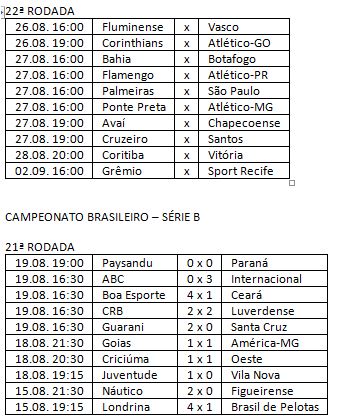 22ª RODADA
26.08. 16:00 Fluminense x Vasco
26.08. 19:00 Corinthians x Atlético-GO
27.08. 16:00 Bahia x Botafogo
27.08. 16:00 Flamengo x Atlético-PR
27.08. 16:00 Palmeiras x São Paulo
27.08. 16:00 Ponte Preta x Atlético-MG
27.08. 19:00 Avaí x Chapecoense
27.08. 19:00 Cruzeiro x Santos
28.08. 20:00 Coritiba x Vitória
02.09. 16:00 Grêmio x Sport Recife
CAMPEONATO BRASILEIRO – SÉRIE B
21ª RODADA
19.08. 19:00 Paysandu 0 x 0 Paraná
19.08. 16:30 ABC 0 x 3 Internacional
19.08. 16:30 Boa Esporte 4 x 1 Ceará
19.08. 16:30 CRB 2 x 2 Luverdense
19.08. 16:30 Guarani 2 x 0 Santa Cruz
18.08. 21:30 Goias 1 x 1 América-MG
18.08. 20:30 Criciúma 1 x 1 Oeste
18.08. 19:15 Juventude 1 x 0 Vila Nova
15.08. 21:30 Náutico 2 x 0 Figueirense
15.08. 19:15 Londrina 4 x 1 Brasil de Pelotas